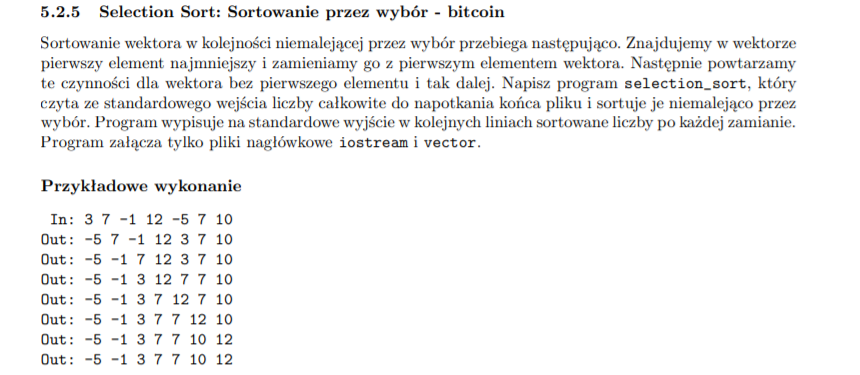 5.2.5 Selection Sort: Sortowanie przez wybór - bitcoin
Sortowanie wektora w kolejności niemalejącej przez wybór przebiega następująco. Znajdujemy w wektorze
pierwszy element najmniejszy i zamieniamy go z pierwszym elementem wektora. Następnie powtarzamy
te czynności dla wektora bez pierwszego elementu i tak dalej. Napisz program selection_sort, który
czyta ze standardowego wejścia liczby całkowite do napotkania końca pliku i sortuje je niemalejąco przez
wybór. Program wypisuje na standardowe wyjście w kolejnych liniach sortowane liczby po każdej zamianie.
Program załącza tylko pliki nagłówkowe iostream i vector.
Przykładowe wykonanie
In: 3 7 -1 12 -5 7 10
Out: -5 7 -1 12 3 7 10
Out: -5 -1 7 12 3 7 10
Out: -5 -1 3 12 7 7 10
Out: -5 -1 3 7 12 7 10
Out: -5 -1 3 7 7 12 10
Out: -5 -1 3 7 7 10 12
Out: -5 -1 3 7 7 10 12